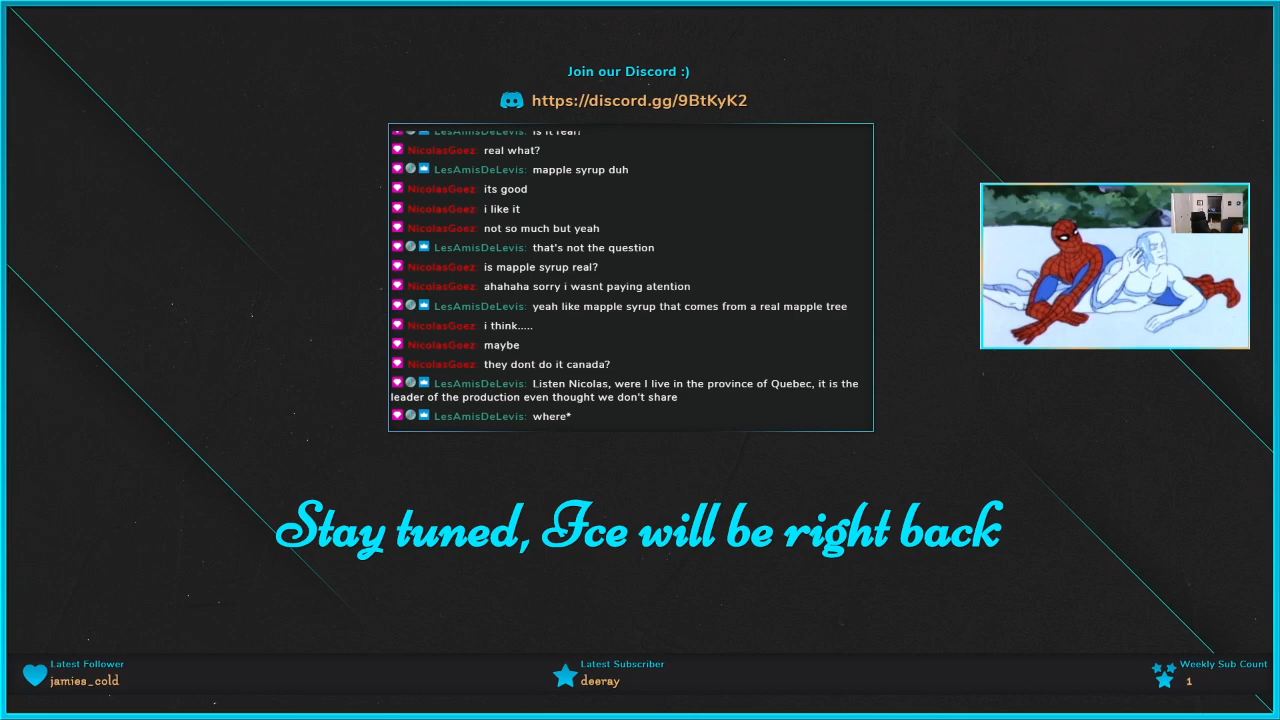 Join our Discord :)
https://discord.gg/9BtKyK2
LesAmisDeLevis: is it real?
NicolasGoez: real what?
LesAmisDeLevis: mapple syrup duh
NicolasGoez: its good
NicolasGoez: i like it
NicolasGoez: not so much but yeah
LesAmisDeLevis: that's not the question
NicolasGoez: is mapple syrup real?
NicolasGoez: ahahaha sorry i wasnt paying atention
LesAmisDeLevis: yeah like mapple syrup that comes from a real mapple tree
NicolasGoez: i think.....
NicolasGoez: maybe
NicolasGoez: they dont do it canada?
LesAmisDeLevis: Listen Nicolas, were I live in the province of Quebec, it is the
leader of the production even thought we don't share
LesAmisDeLevis: where*
Stay tuned, Ice will be right back
Latest Follower
jamies_cold
Latest Subscriber
deeray
Weekly Sub Count
1